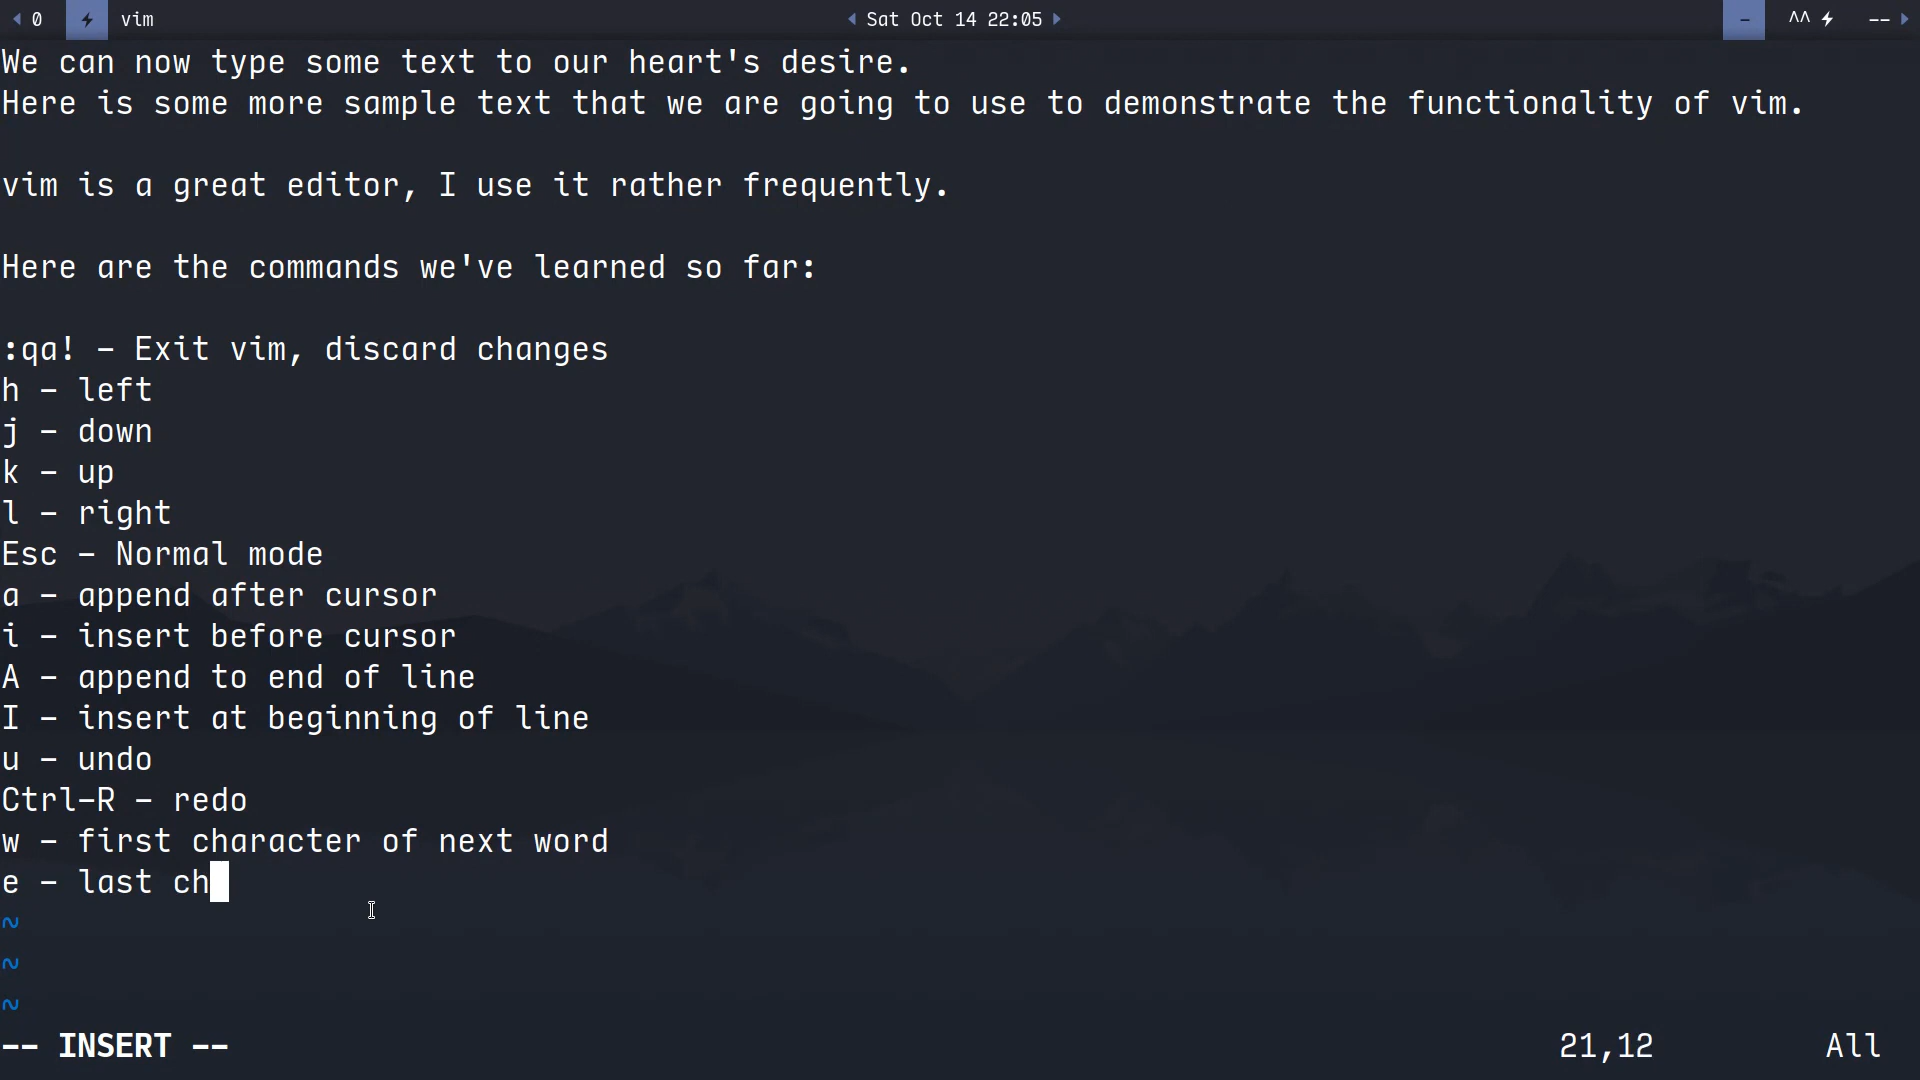 0 vim Sat Oct 14 22:05 - ^^ --
We can now type some text to our heart's desire.
Here is some more sample text that we are going to use to demonstrate the functionality of vim.
vim is a great editor, I use it rather frequently.
Here are the commands we've learned so far:
:qa! - Exit vim, discard changes
h - left
j - down
k - up
l - right
Esc - Normal mode
a - append after cursor
i - insert before cursor
A - append to end of line
I - insert at beginning of line
u - undo
Ctrl-R - redo
w - first character of next word
e - last ch
~
~
~
-- INSERT -- 21,12 All